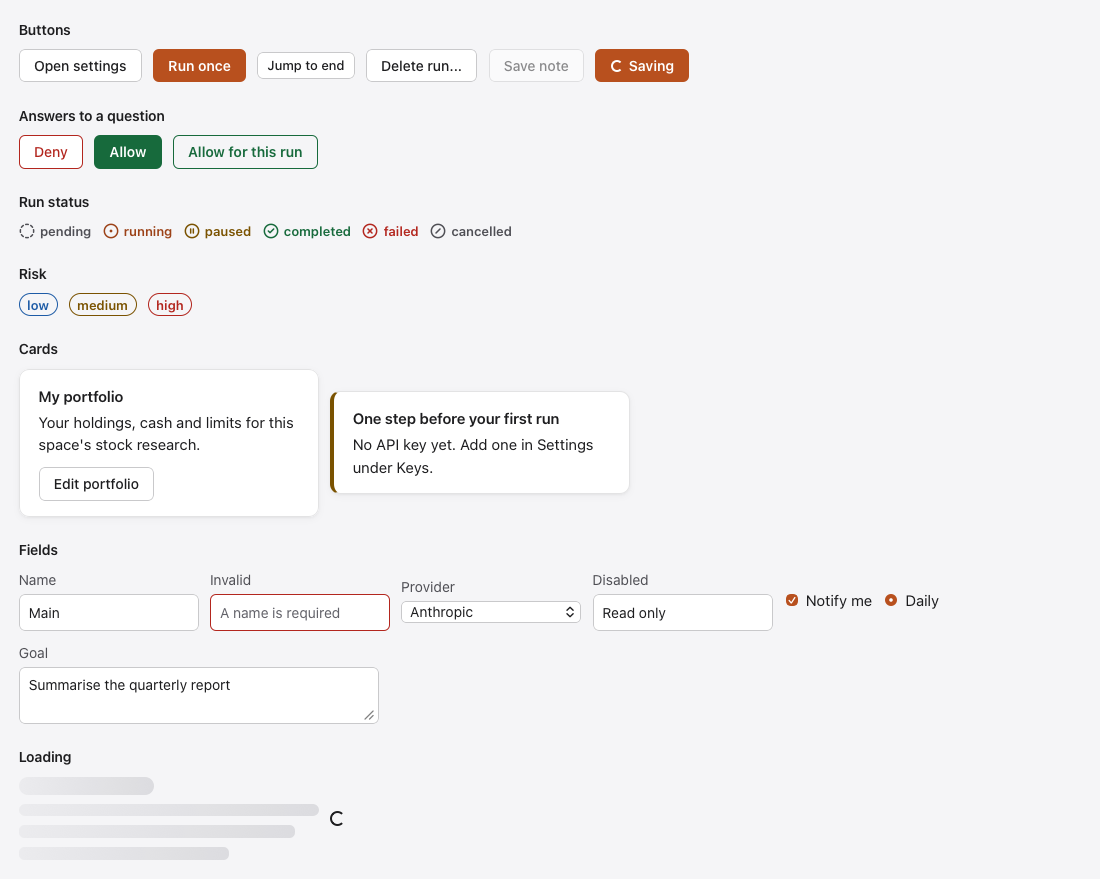 Buttons
Open settings Run once Jump to end Delete run... Save note Saving
Answers to a question
Deny Allow Allow for this run
Run status
pending running paused completed failed cancelled
Risk
low medium high
Cards
My portfolio
Your holdings, cash and limits for this
space's stock research.
Edit portfolio
One step before your first run
No API key yet. Add one in Settings
under Keys.
Fields
Name Invalid Provider Disabled
Main A name is required Anthropic Read only Notify me Daily
Goal
Summarise the quarterly report
Loading